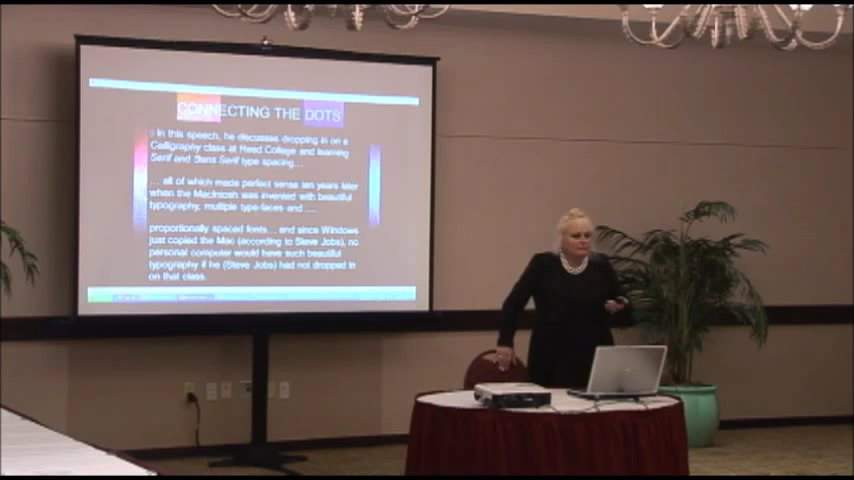 CONNECTING THE DOTS
In this speech, he discusses dropping in on a
Calligraphy class at Reed College and learning
Serif and Sans Serif type spacing...
... all of which made perfect sense ten years later
when the MacIntosh was invented with beautiful
typography, multiple type-faces and ....
proportionally spaced fonts... and since Windows
just copied the Mac (according to Steve Jobs), no
personal computer would have such beautiful
typography if he (Steve Jobs) had not dropped in
on that class.